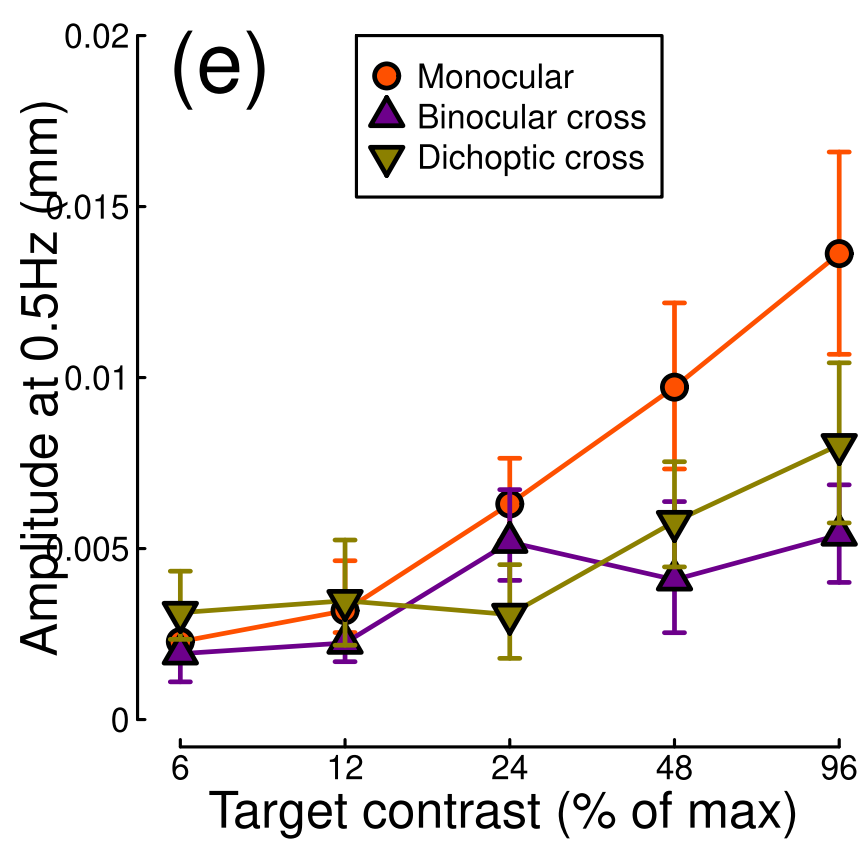 (e)
Monocular
Binocular cross
Dichoptic cross
0.02
0.015
0.01
0.005
0
Amplitude at 0.5Hz (mm)
6 12 24 48 96
Target contrast (% of max)